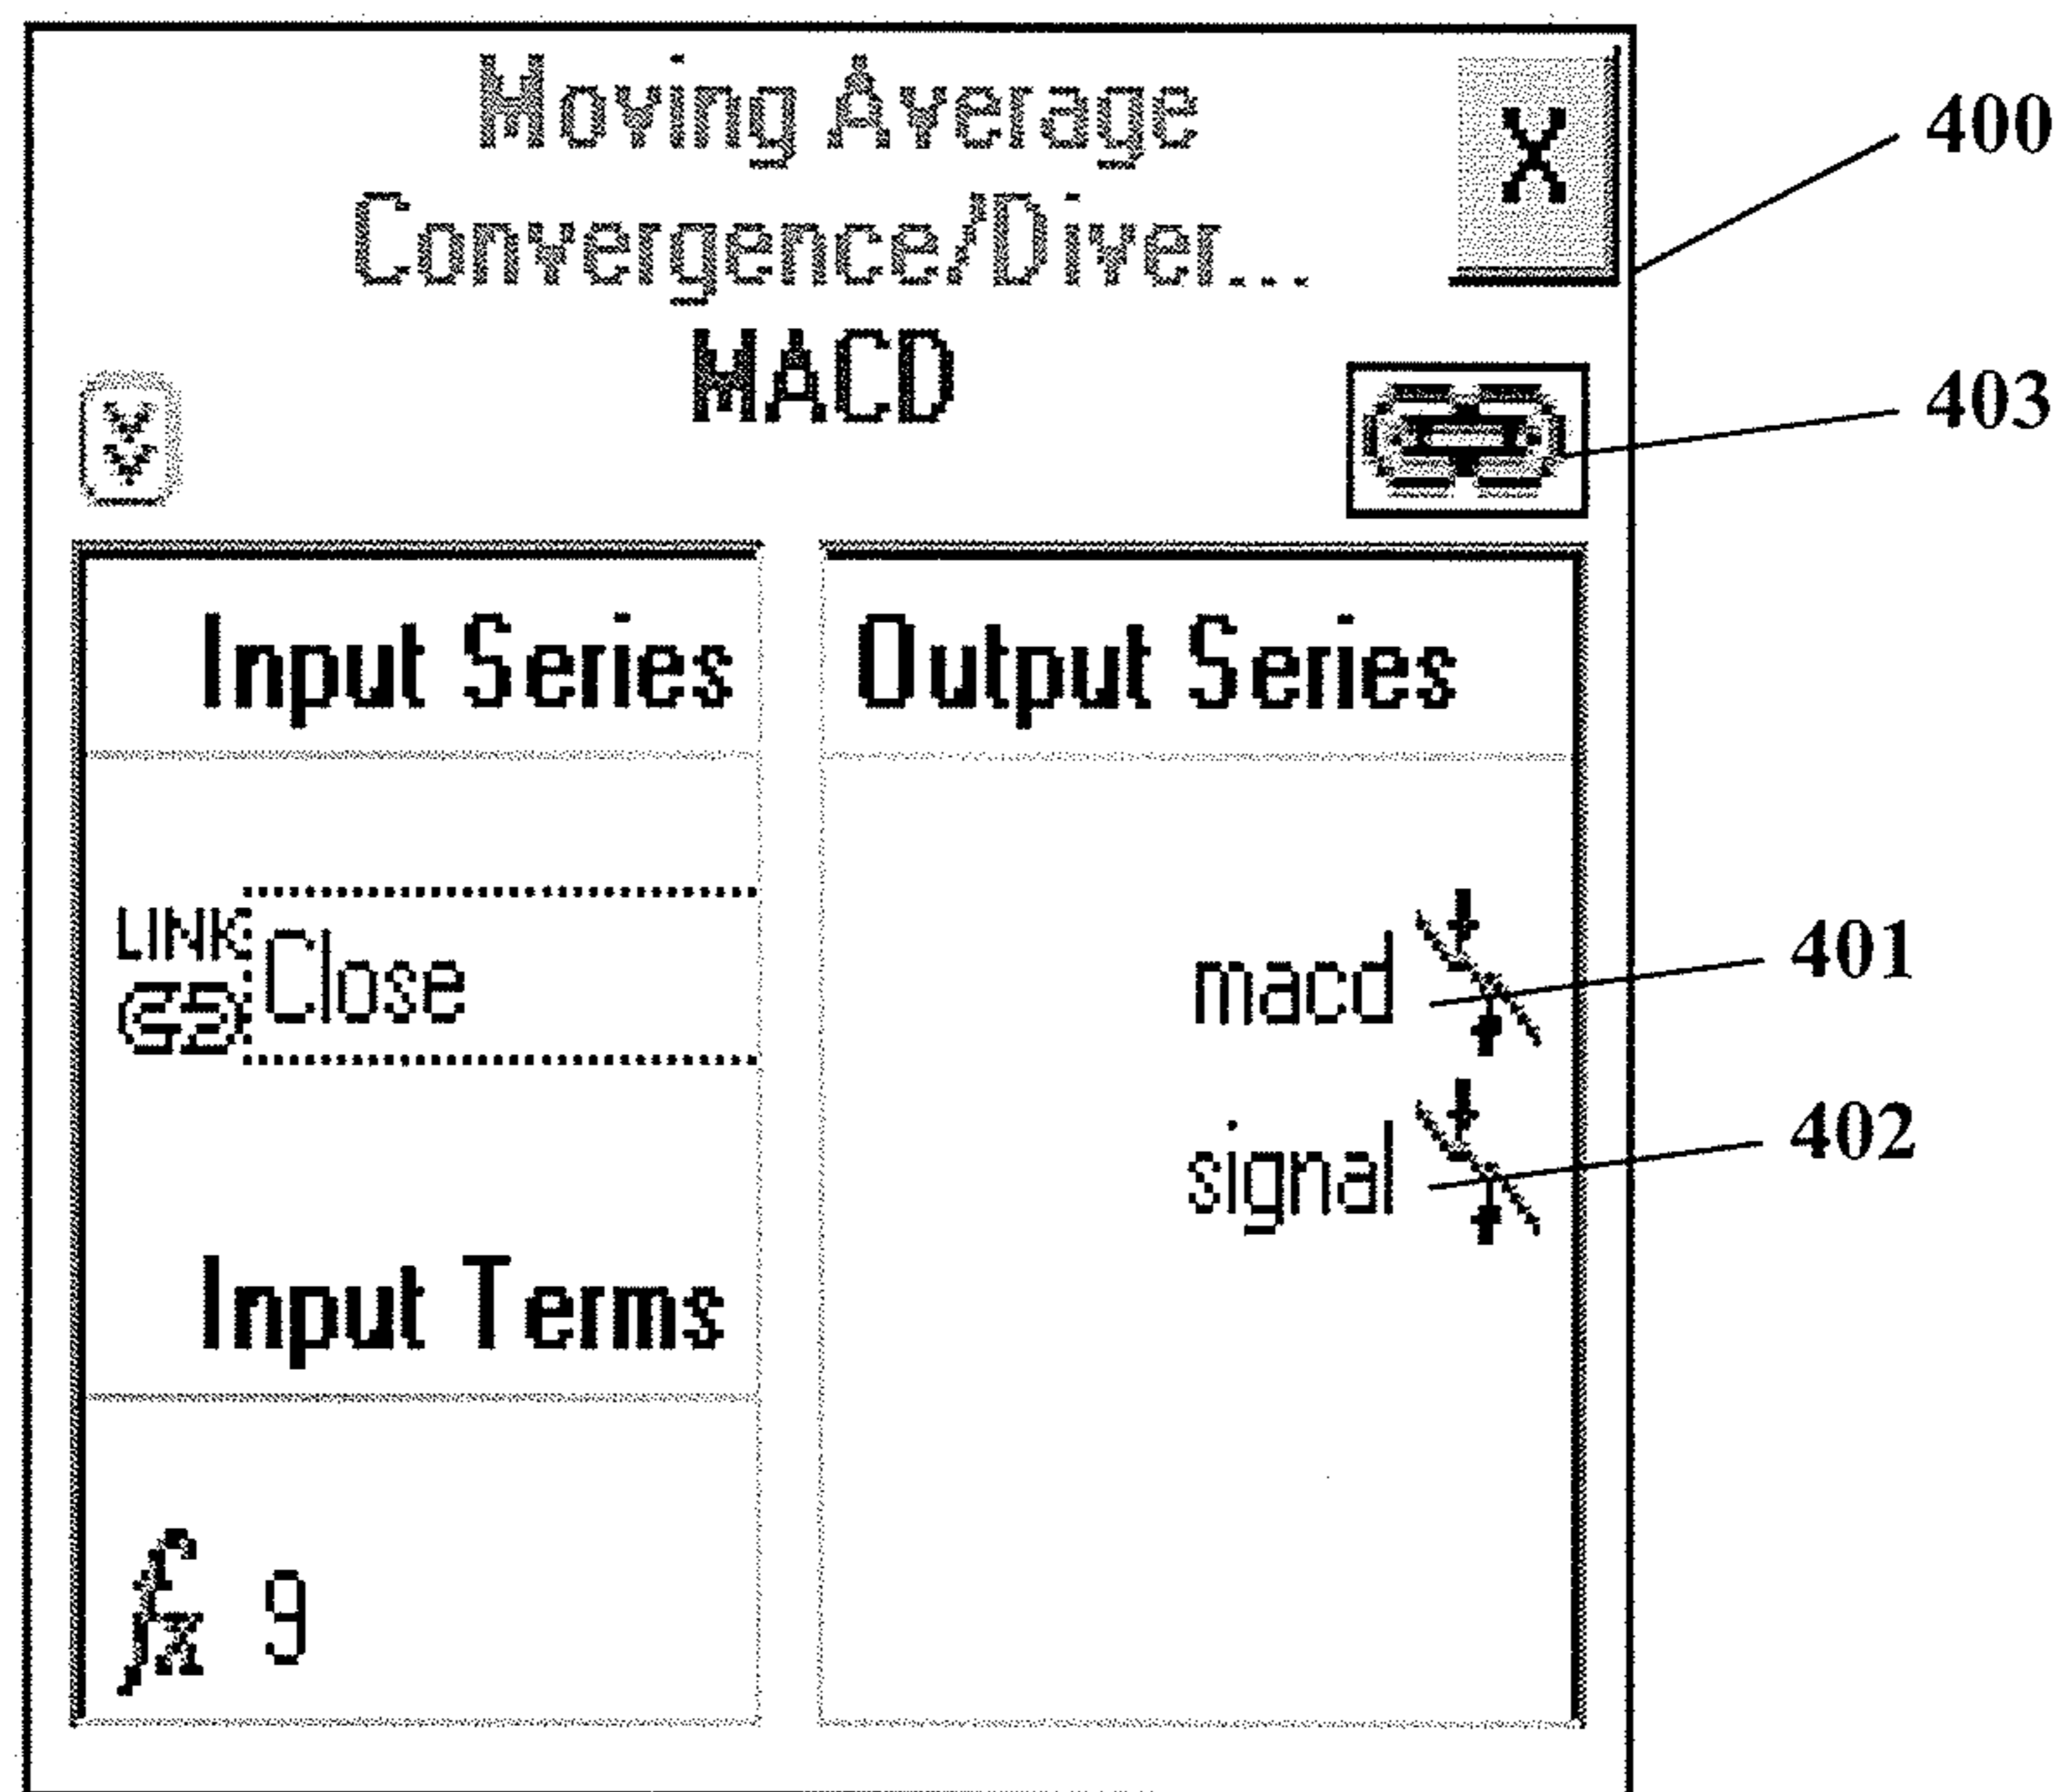 Moving Average
Convergence/Diver...
MACD
X
400
403
Input Series
Output Series
LINK
Close
macd
401
signal
402
Input Terms
fx 9